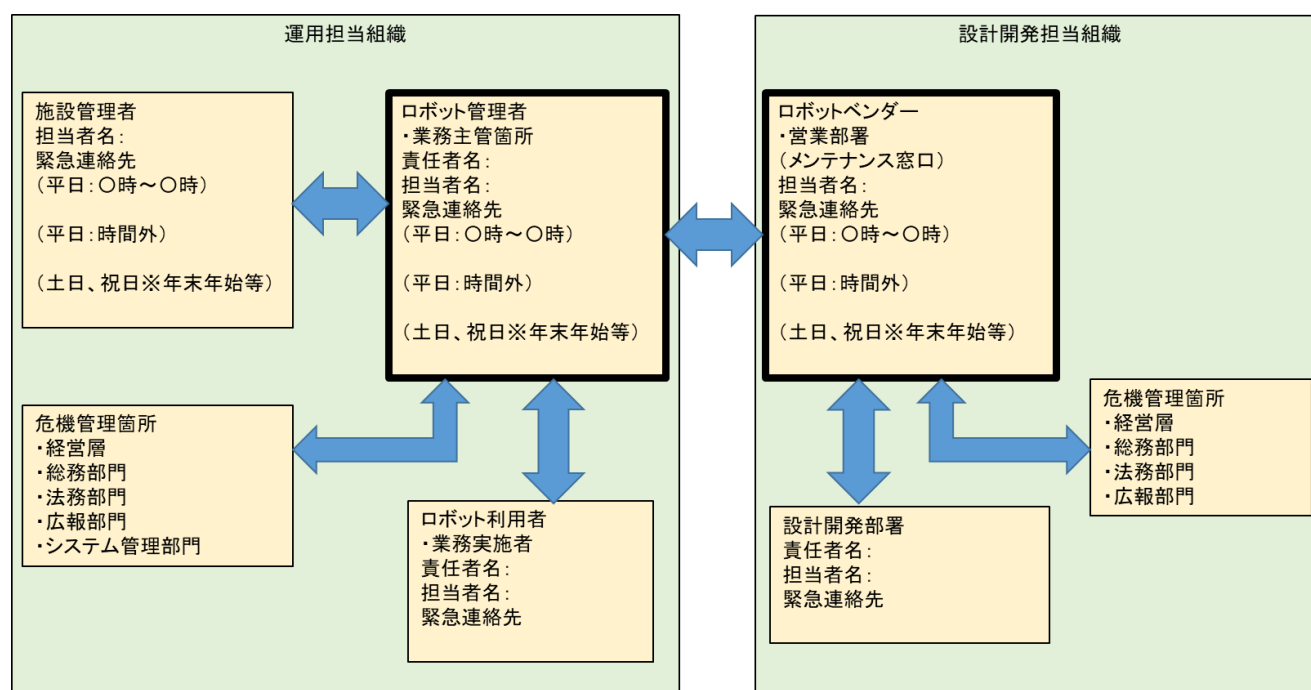 運用担当組織
施設管理者
担当者名：
緊急連絡先
（平日：〇時～〇時）
（平日：時間外）
（土日、祝日※年末年始等）
ロボット管理者
・業務主管箇所
責任者名：
担当者名：
緊急連絡先
（平日：〇時～〇時）
（平日：時間外）
（土日、祝日※年末年始等）
危機管理箇所
・経営層
・総務部門
・法務部門
・広報部門
・システム管理部門
ロボット利用者
・業務実施者
責任者名：
担当者名：
緊急連絡先
設計開発担当組織
ロボットベンダー
・営業部署
（メンテナンス窓口）
担当者名：
緊急連絡先
（平日：〇時～〇時）
（平日：時間外）
（土日、祝日※年末年始等）
設計開発部署
責任者名：
担当者名：
緊急連絡先
危機管理箇所
・経営層
・総務部門
・法務部門
・広報部門